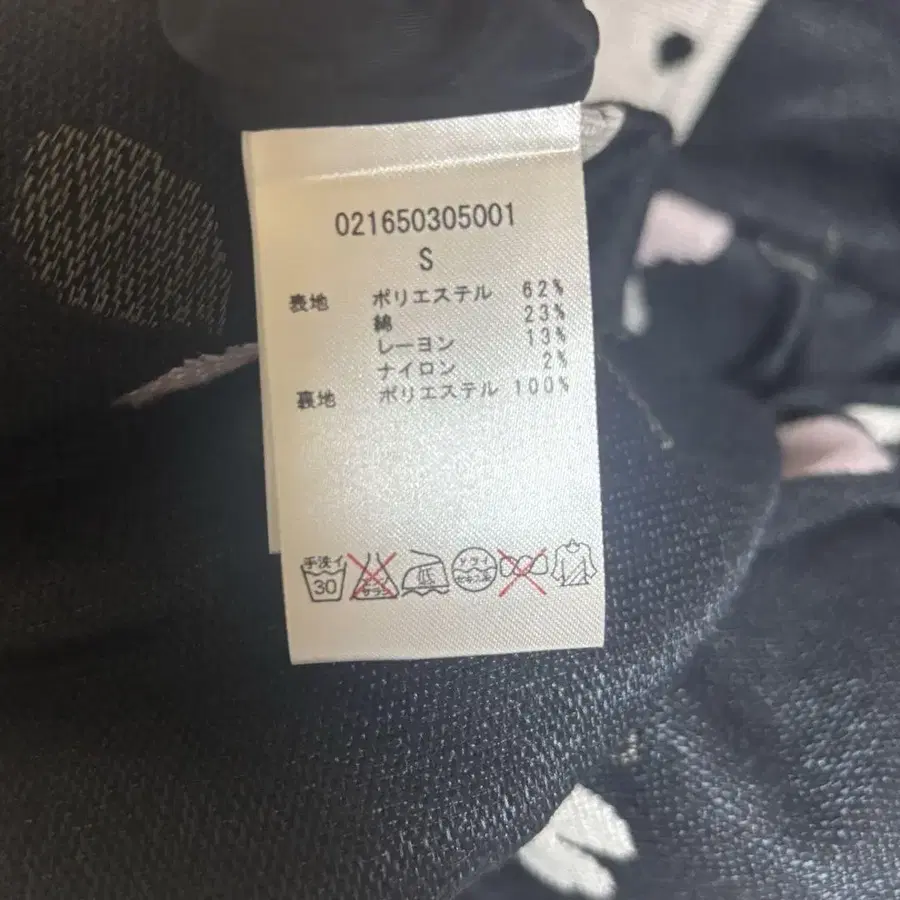 021650305001
S
表地 ポリエステル 62%
綿 23%
レーヨン 13%
ナイロン 2%
裏地 ポリエステル 100%
手洗イ
30
低